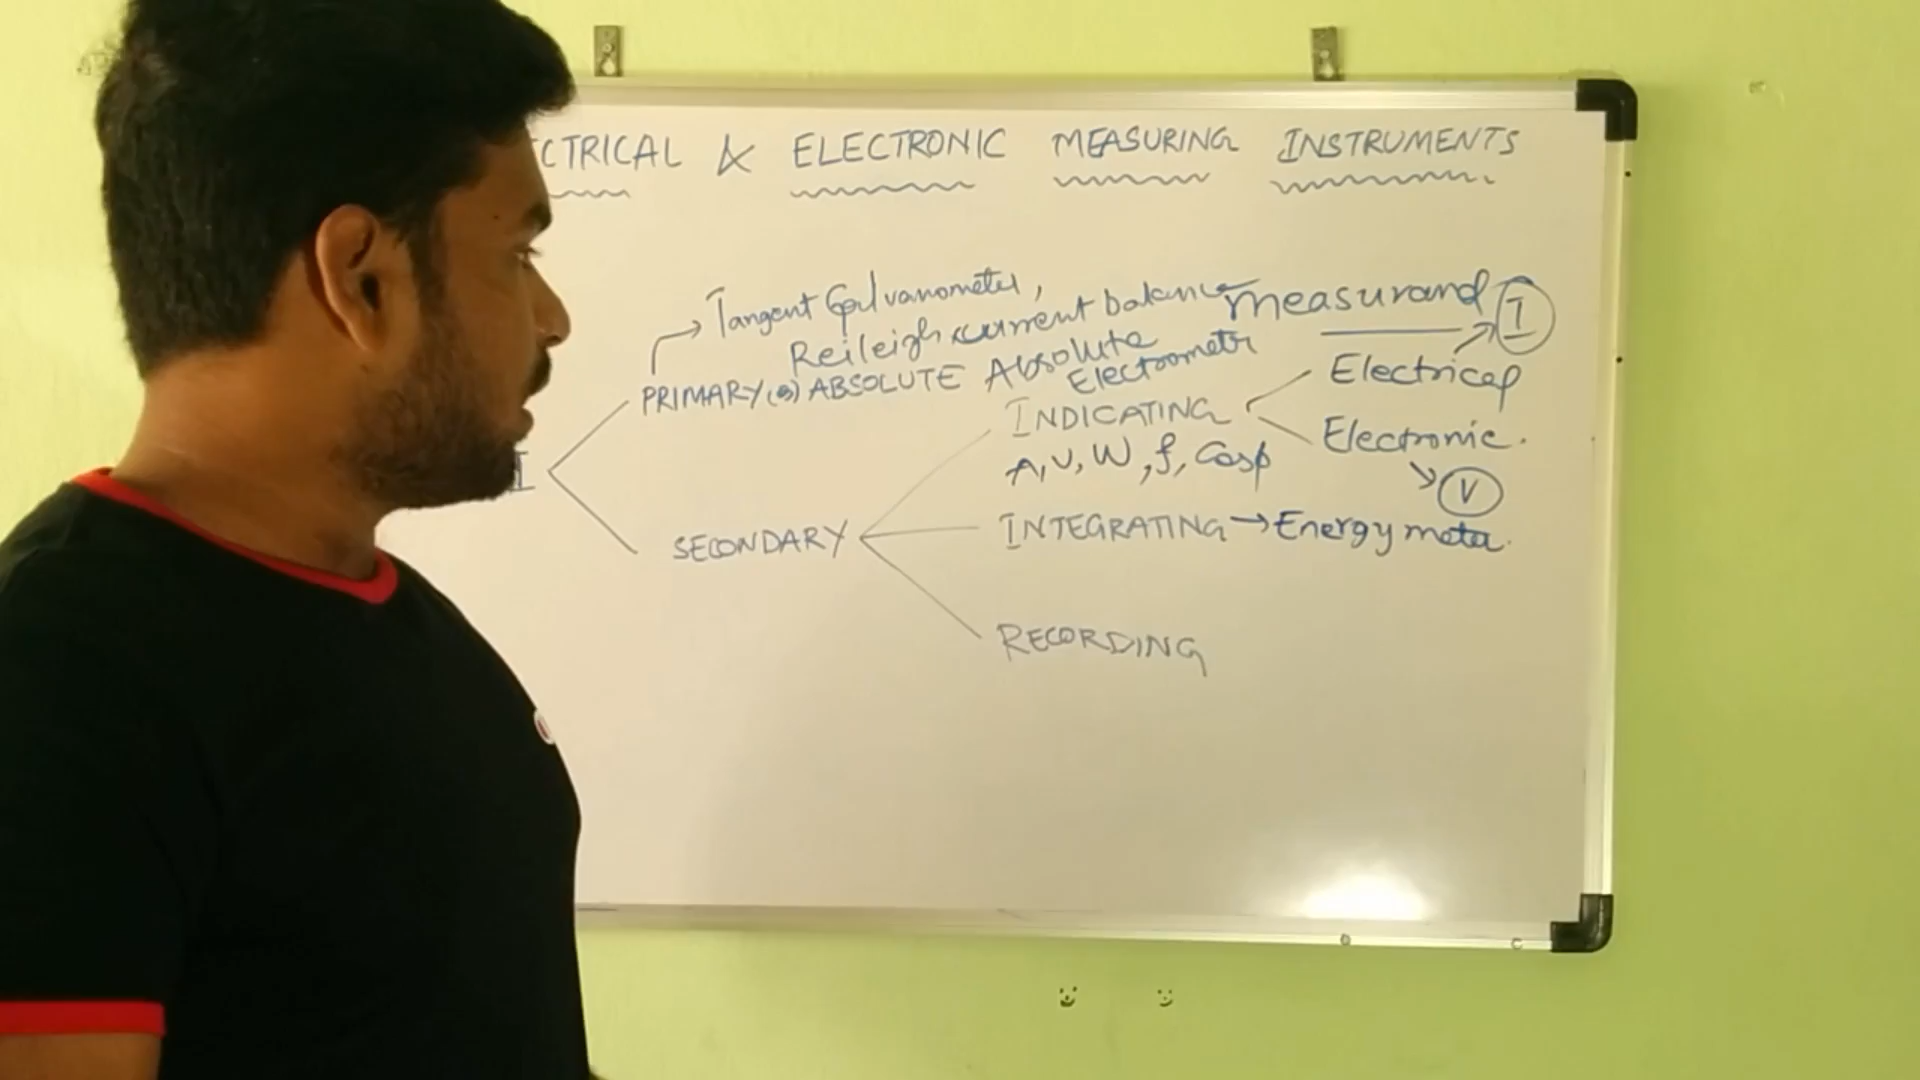 CTRICAL & ELECTRONIC MEASURING INSTRUMENTS
Tangent Galvanometer,
Reileigh current balance
measurand I
PRIMARY (or) ABSOLUTE Absolute
Electrometr
INDICATING
Electrical
A, V, W, f, Cosφ
Electronic.
V
I
SECONDARY
INTEGRATING → Energy meter.
RECORDING